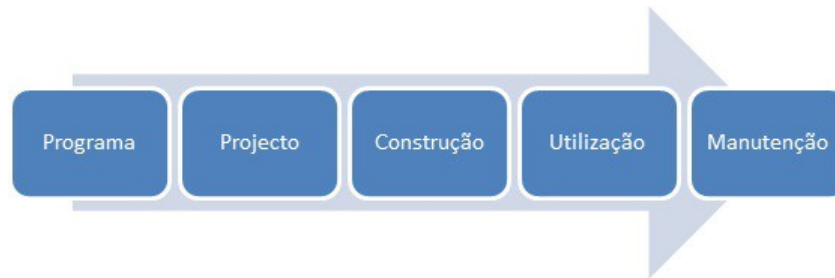 Programa
Projecto
Construção
Utilização
Manutenção